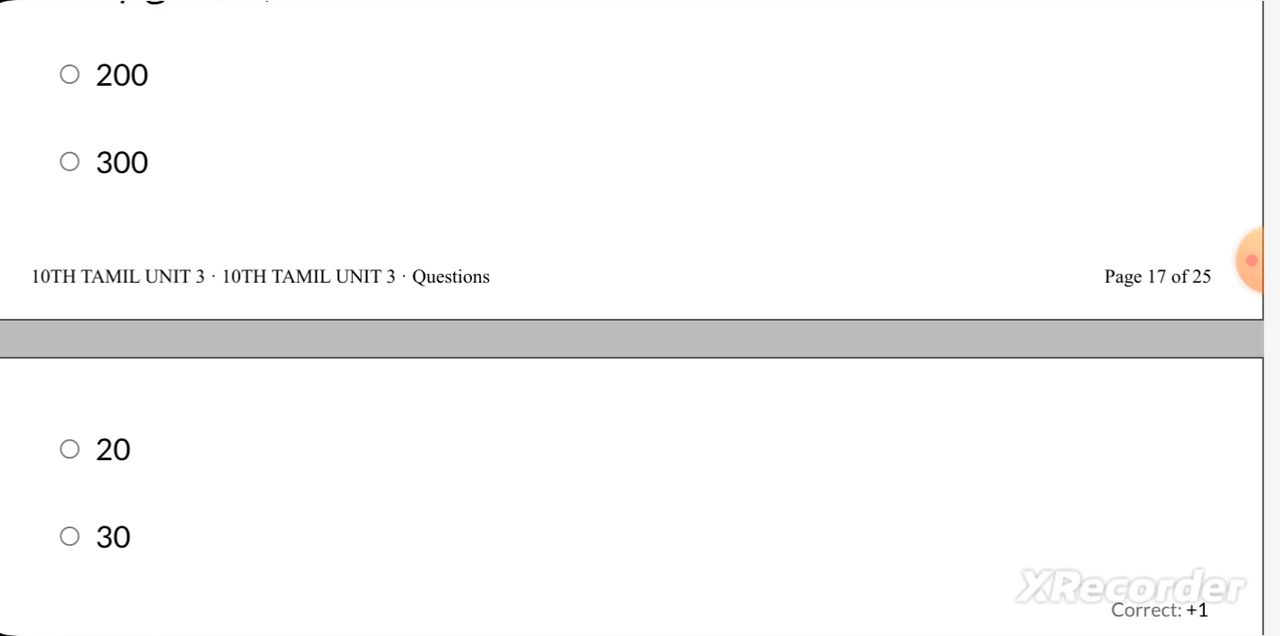 200
300
10TH TAMIL UNIT 3 · 10TH TAMIL UNIT 3 · Questions
Page 17 of 25
20
30
XRecorder
Correct: +1